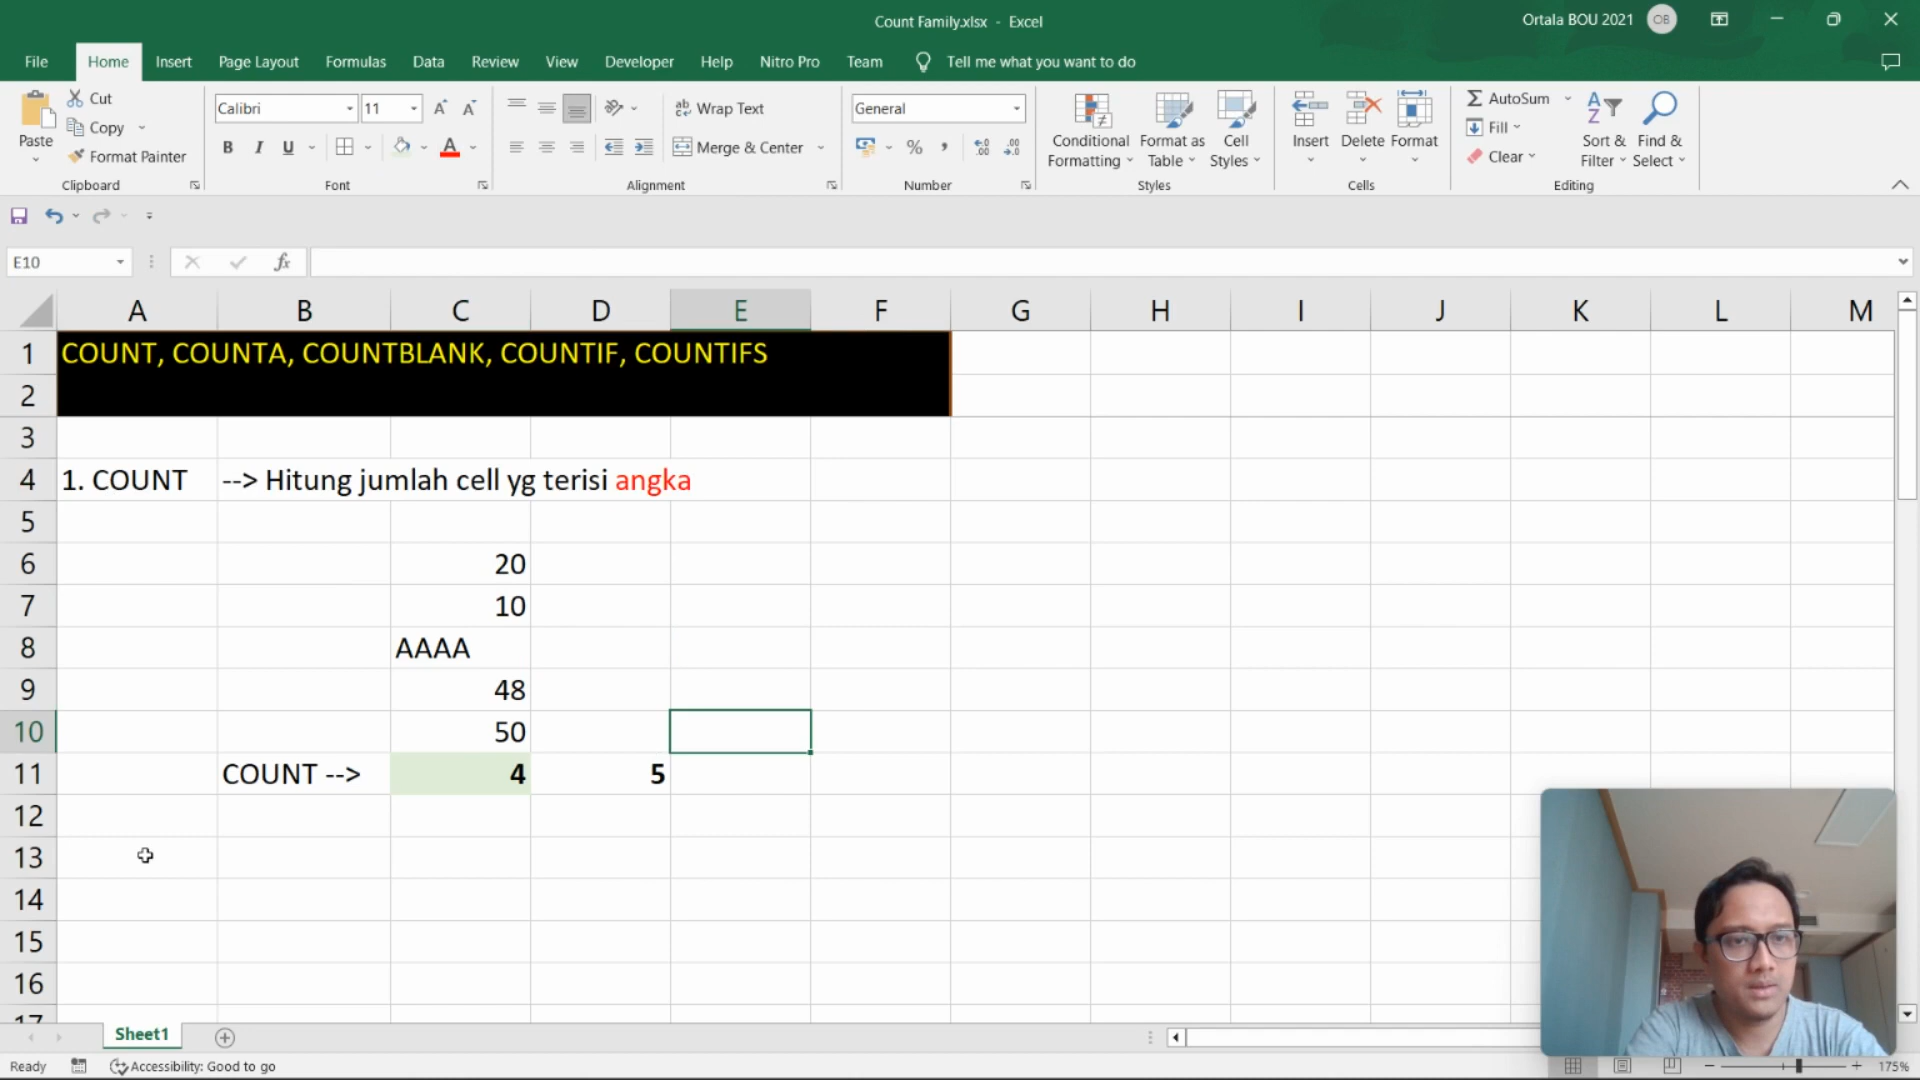 Count Family.xlsx - Excel
Ortala BOU 2021
OB
File
Home
Insert
Page Layout
Formulas
Data
Review
View
Developer
Help
Nitro Pro
Team
Tell me what you want to do
Paste
Cut
Copy
Format Painter
Clipboard
Calibri
11
B I U
Font
Wrap Text
Merge & Center
Alignment
General
% ,
Number
Conditional Formatting
Format as Table
Cell Styles
Styles
Insert
Delete
Format
Cells
AutoSum
Fill
Clear
Sort & Filter
Find & Select
Editing
E10
fx
A B C D E F G H I J K L M
1 COUNT, COUNTA, COUNTBLANK, COUNTIF, COUNTIFS
2
3
4 1. COUNT --> Hitung jumlah cell yg terisi angka
5
6 20
7 10
8 AAAA
9 48
10 50
11 COUNT --> 4 5
12
13
14
15
16
17
Sheet1
Ready
Accessibility: Good to go
175%